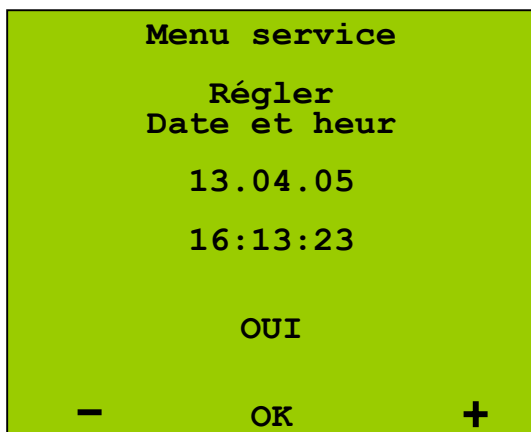 Menu service
Régler
Date et heur
13.04.05
16:13:23
OUI
- OK +